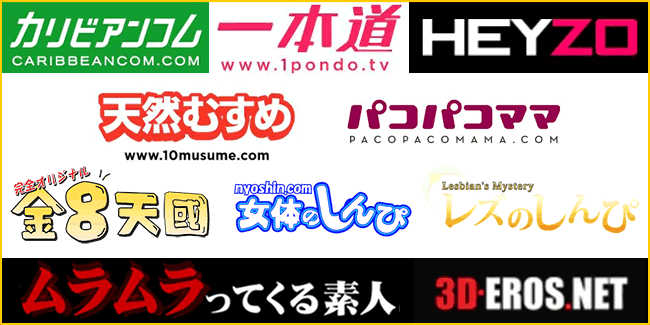 カリビアンコム
CARIBBEANCOM.COM
一本道
www.1pondo.tv
HEYZO
天然むすめ
www.10musume.com
パコパコママ
PACOPACOMAMA.COM
完全オリジナル
金8天國
nyoshin.com
女体のしんぴ
Lesbian's Mystery
レズのしんぴ
ムラムラってくる素人
3D-EROS.NET